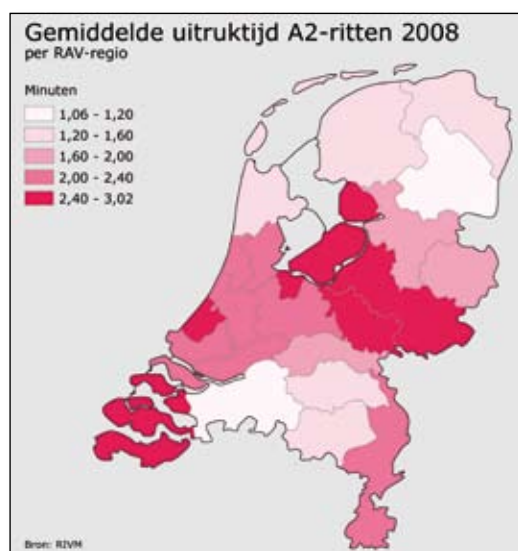 Gemiddelde uitruktijd A2-ritten 2008
per RAV-regio
Minuten
1,06 - 1,20
1,20 - 1,60
1,60 - 2,00
2,00 - 2,40
2,40 - 3,02
Bron: RIVM